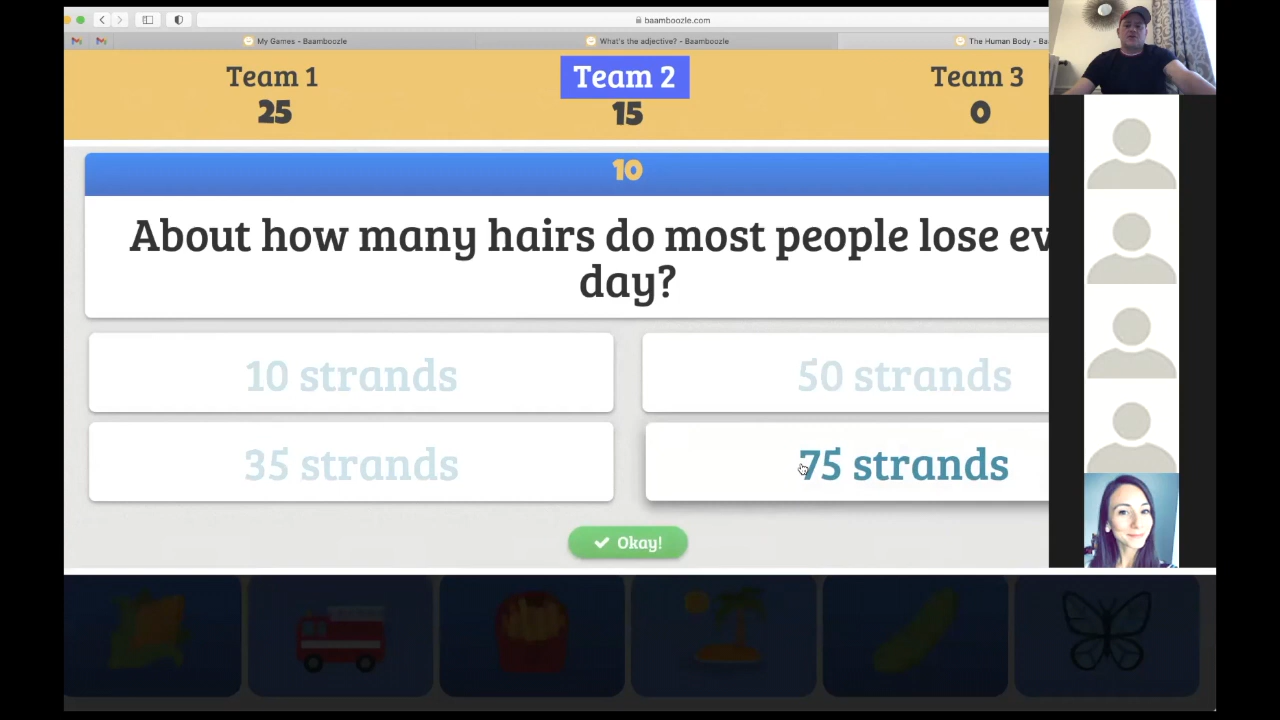 baamboozle.com
My Games - Baamboozle
What's the adjective? - Baamboozle
The Human Body - Ba
Team 1
Team 2
Team 3
25
15
0
10
About how many hairs do most people lose ev
day?
10 strands
50 strands
35 strands
75 strands
Okay!